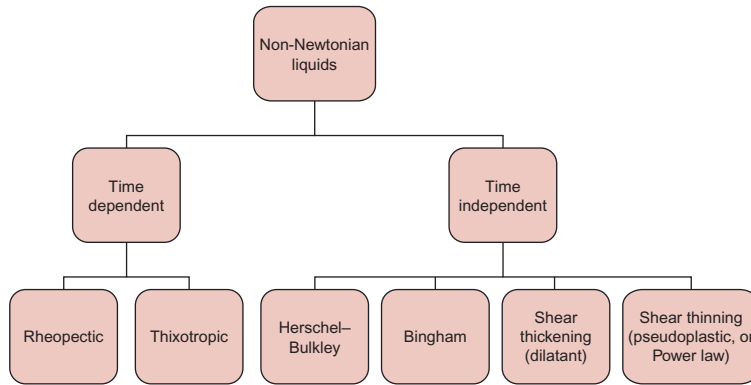 Non-Newtonian
liquids
Time
dependent
Time
independent
Rheopectic
Thixotropic
Herschel–
Bulkley
Bingham
Shear
thickening
(dilatant)
Shear thinning
(pseudoplastic, or
Power law)